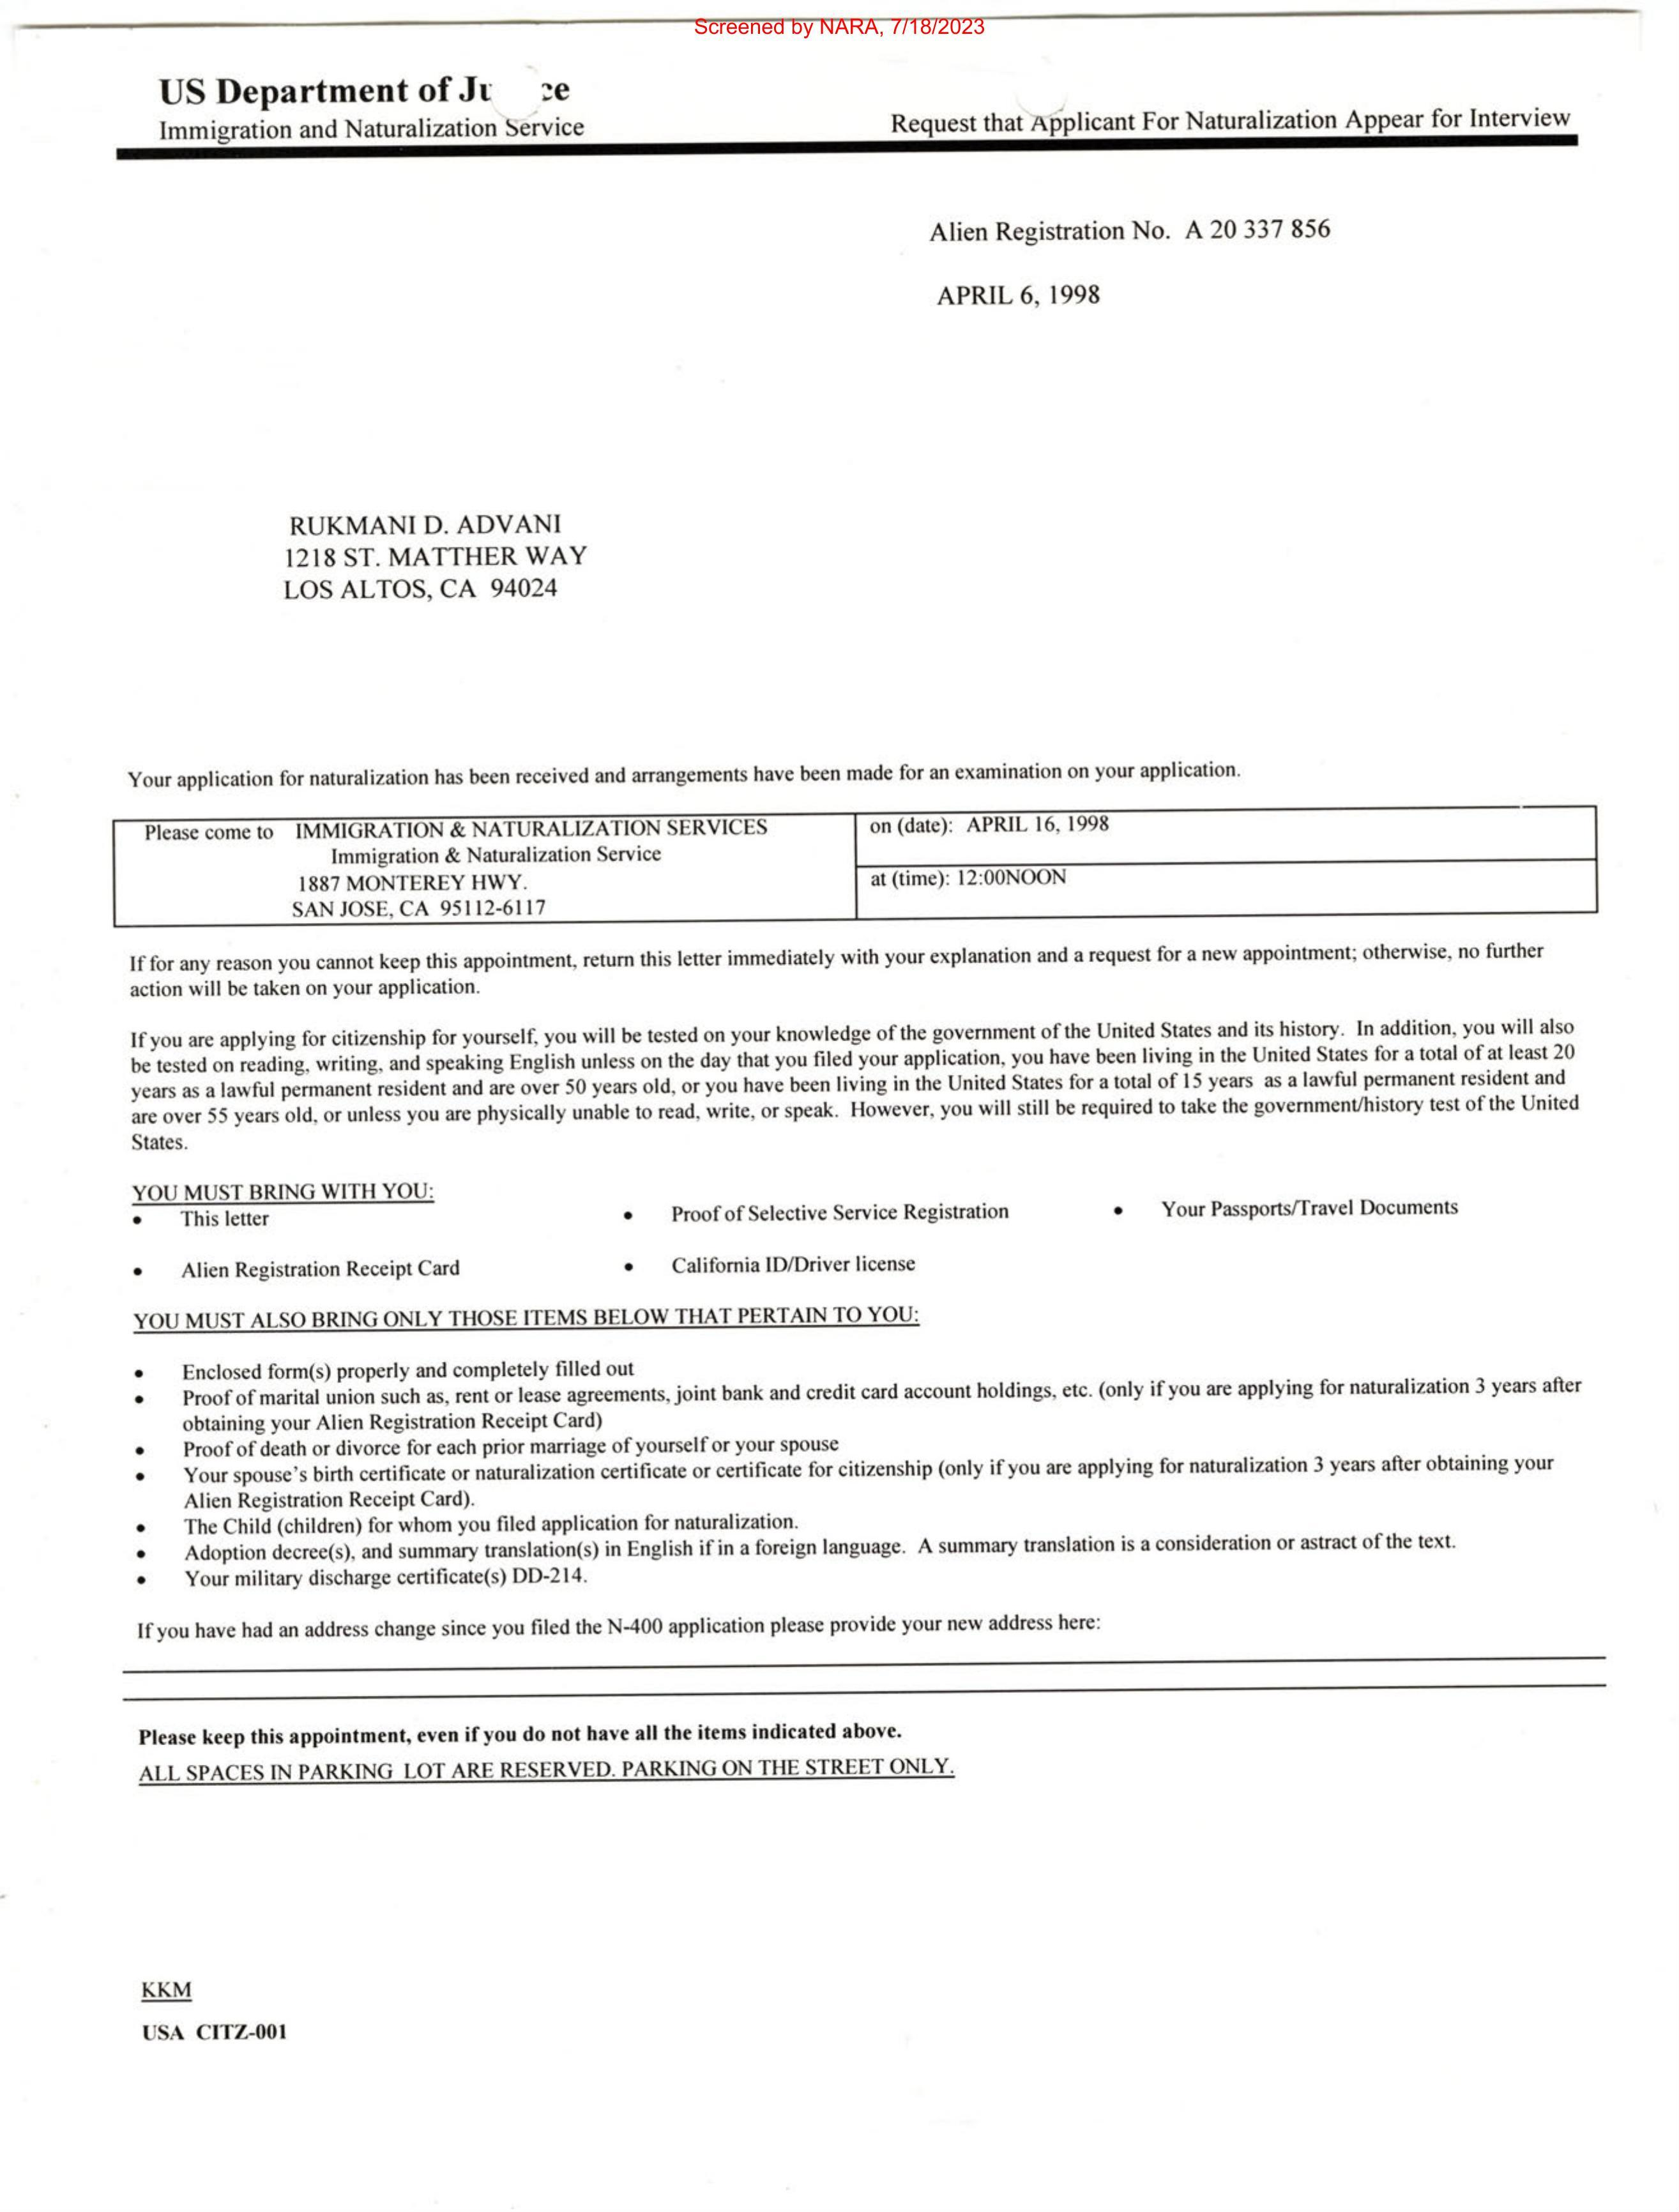 Screened by NARA, 7/18/2023
US Department of Ju ce
Immigration and Naturalization Service
Request that Applicant For Naturalization Appear for Interview
Alien Registration No. A 20 337 856
APRIL 6, 1998
RUKMANI D. ADVANI
1218 ST. MATTHER WAY
LOS ALTOS, CA 94024
Your application for naturalization has been received and arrangements have been made for an examination on your application.
Please come to IMMIGRATION & NATURALIZATION SERVICES
Immigration & Naturalization Service
1887 MONTEREY HWY.
SAN JOSE, CA 95112-6117
on (date): APRIL 16, 1998
at (time): 12:00NOON
If for any reason you cannot keep this appointment, return this letter immediately with your explanation and a request for a new appointment; otherwise, no further
action will be taken on your application.
If you are applying for citizenship for yourself, you will be tested on your knowledge of the government of the United States and its history. In addition, you will also
be tested on reading, writing, and speaking English unless on the day that you filed your application, you have been living in the United States for a total of at least 20
years as a lawful permanent resident and are over 50 years old, or you have been living in the United States for a total of 15 years as a lawful permanent resident and
are over 55 years old, or unless you are physically unable to read, write, or speak. However, you will still be required to take the government/history test of the United
States.
YOU MUST BRING WITH YOU:
• This letter
• Proof of Selective Service Registration
• Your Passports/Travel Documents
• Alien Registration Receipt Card
• California ID/Driver license
YOU MUST ALSO BRING ONLY THOSE ITEMS BELOW THAT PERTAIN TO YOU:
• Enclosed form(s) properly and completely filled out
• Proof of marital union such as, rent or lease agreements, joint bank and credit card account holdings, etc. (only if you are applying for naturalization 3 years after
obtaining your Alien Registration Receipt Card)
• Proof of death or divorce for each prior marriage of yourself or your spouse
• Your spouse's birth certificate or naturalization certificate or certificate for citizenship (only if you are applying for naturalization 3 years after obtaining your
Alien Registration Receipt Card).
• The Child (children) for whom you filed application for naturalization.
• Adoption decree(s), and summary translation(s) in English if in a foreign language. A summary translation is a consideration or astract of the text.
• Your military discharge certificate(s) DD-214.
If you have had an address change since you filed the N-400 application please provide your new address here:
Please keep this appointment, even if you do not have all the items indicated above.
ALL SPACES IN PARKING LOT ARE RESERVED. PARKING ON THE STREET ONLY.
KKM
USA CITZ-001